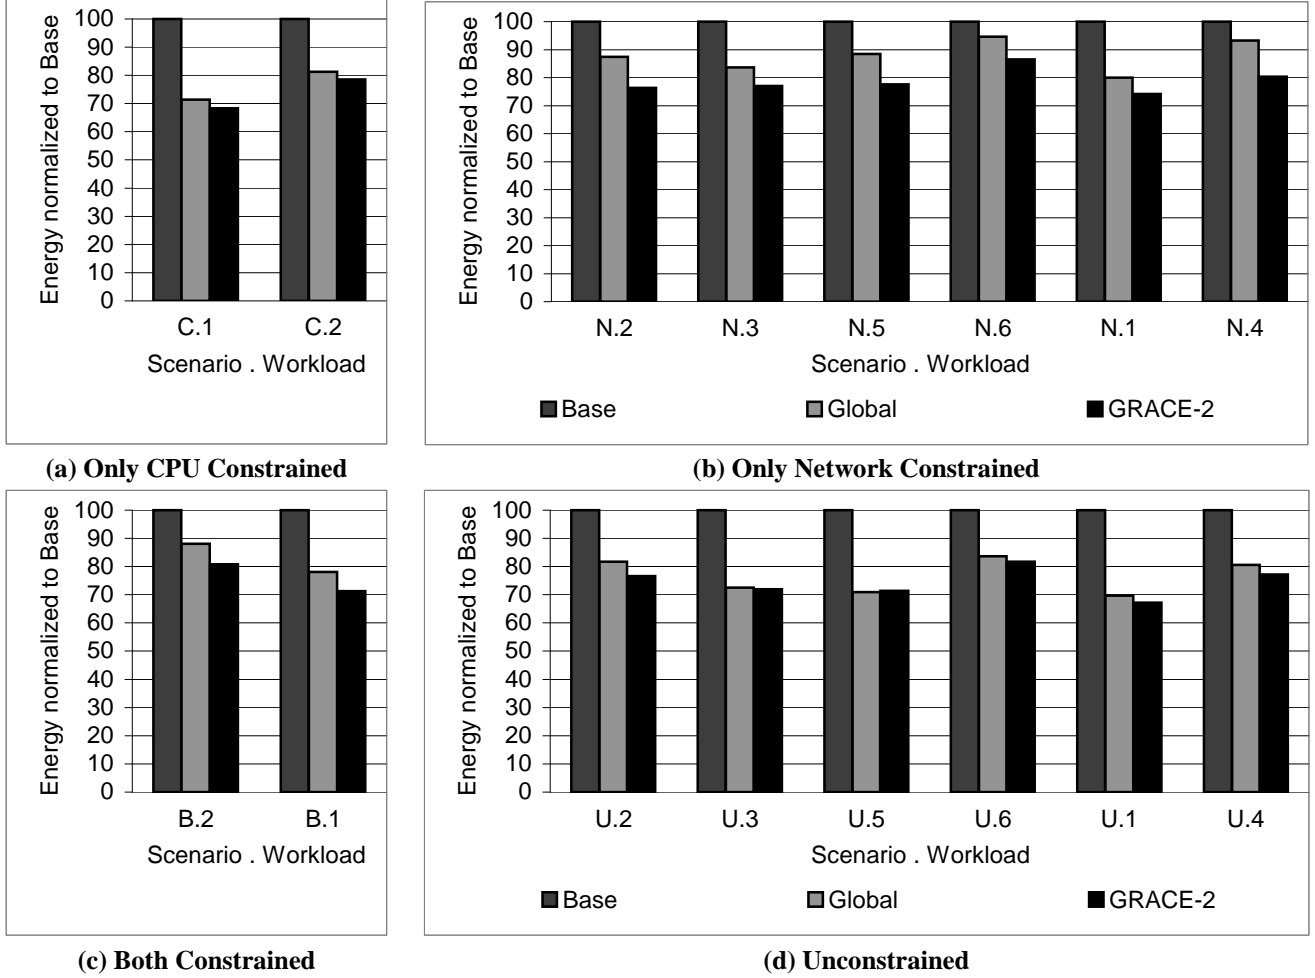 Energy normalized to Base
100
90
80
70
60
50
40
30
20
10
0
C.1 C.2
Scenario . Workload
(a) Only CPU Constrained
Energy normalized to Base
100
90
80
70
60
50
40
30
20
10
0
N.2 N.3 N.5 N.6 N.1 N.4
Scenario . Workload
Base Global GRACE-2
(b) Only Network Constrained
Energy normalized to Base
100
90
80
70
60
50
40
30
20
10
0
B.2 B.1
Scenario . Workload
(c) Both Constrained
Energy normalized to Base
100
90
80
70
60
50
40
30
20
10
0
U.2 U.3 U.5 U.6 U.1 U.4
Scenario . Workload
Base Global GRACE-2
(d) Unconstrained